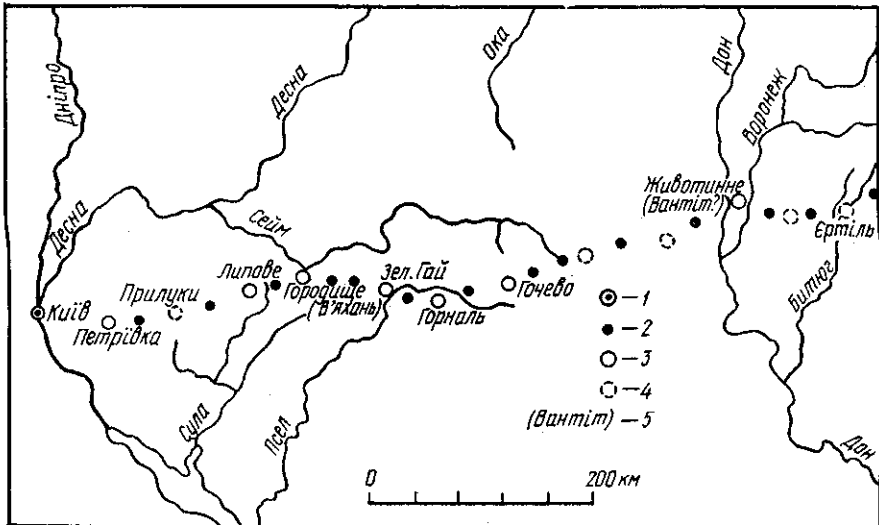 Дніпро
Десна
Ока
Дон
Воронеж
Десна
Сейм
Животинне
(Вантіт?)
Єртіль
Битюг
Київ
Петрівка
Прилуки
Липове
Городище
(В'яхань)
Зел. Гай
Горналь
Гочево
Сула
Псел
Дон
1
2
3
4
(Вантіт) — 5
0 200 км